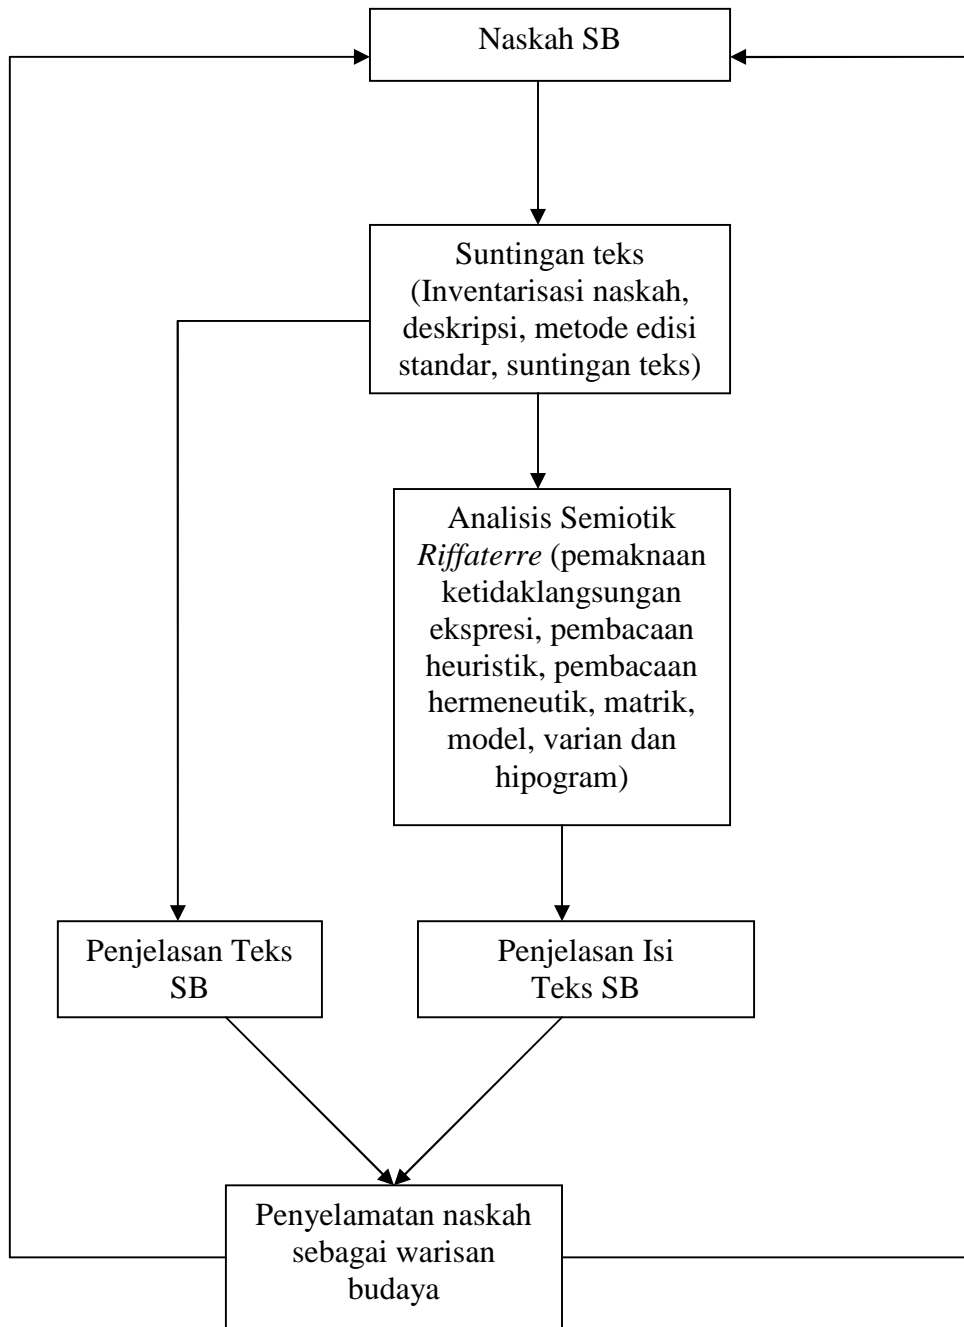 Naskah SB
Suntingan teks
(Inventarisasi naskah,
deskripsi, metode edisi
standar, suntingan teks)
Analisis Semiotik
Riffaterre (pemaknaan
ketidaklangsungan
ekspresi, pembacaan
heuristik, pembacaan
hermeneutik, matrik,
model, varian dan
hipogram)
Penjelasan Teks
SB
Penjelasan Isi
Teks SB
Penyelamatan naskah
sebagai warisan
budaya